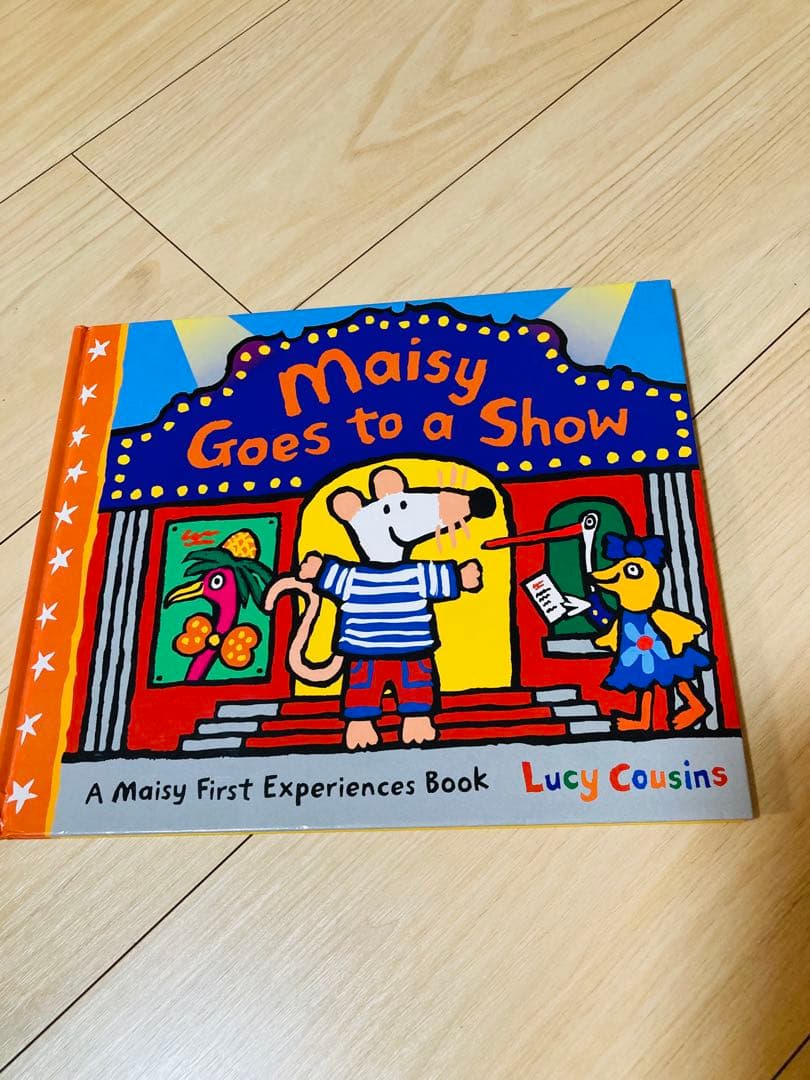 Maisy
Goes to a Show
A Maisy First Experiences Book
Lucy Cousins